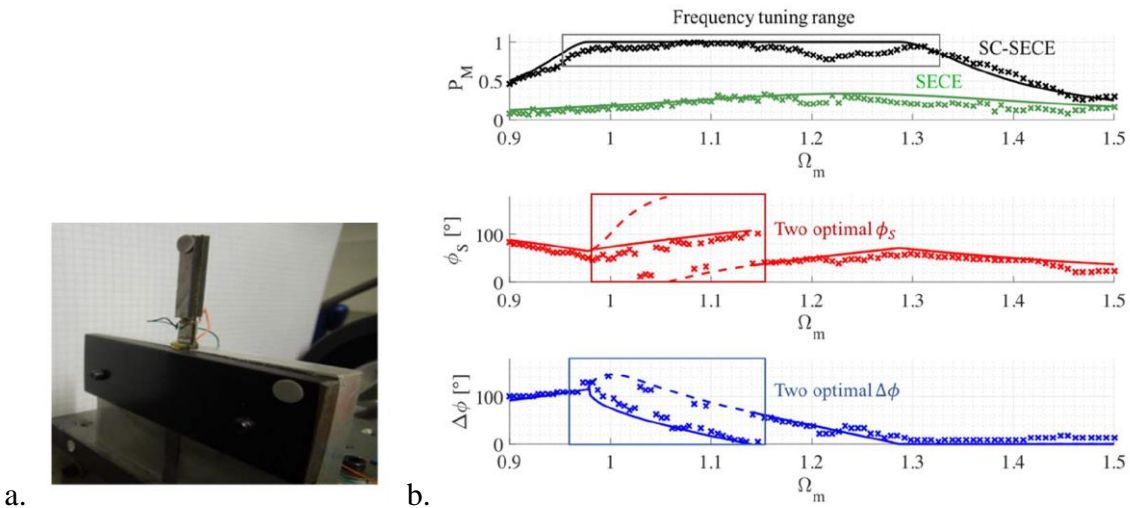 Frequency tuning range
1
SC-SECE
P_M
0.5
SECE
0
0.9 1 1.1 1.2 1.3 1.4 1.5
Ω_m
100
Two optimal ϕ_S
ϕ_S [°]
0
0.9 1 1.1 1.2 1.3 1.4 1.5
Ω_m
100
Two optimal Δϕ
Δϕ [°]
0
0.9 1 1.1 1.2 1.3 1.4 1.5
Ω_m
a. b.